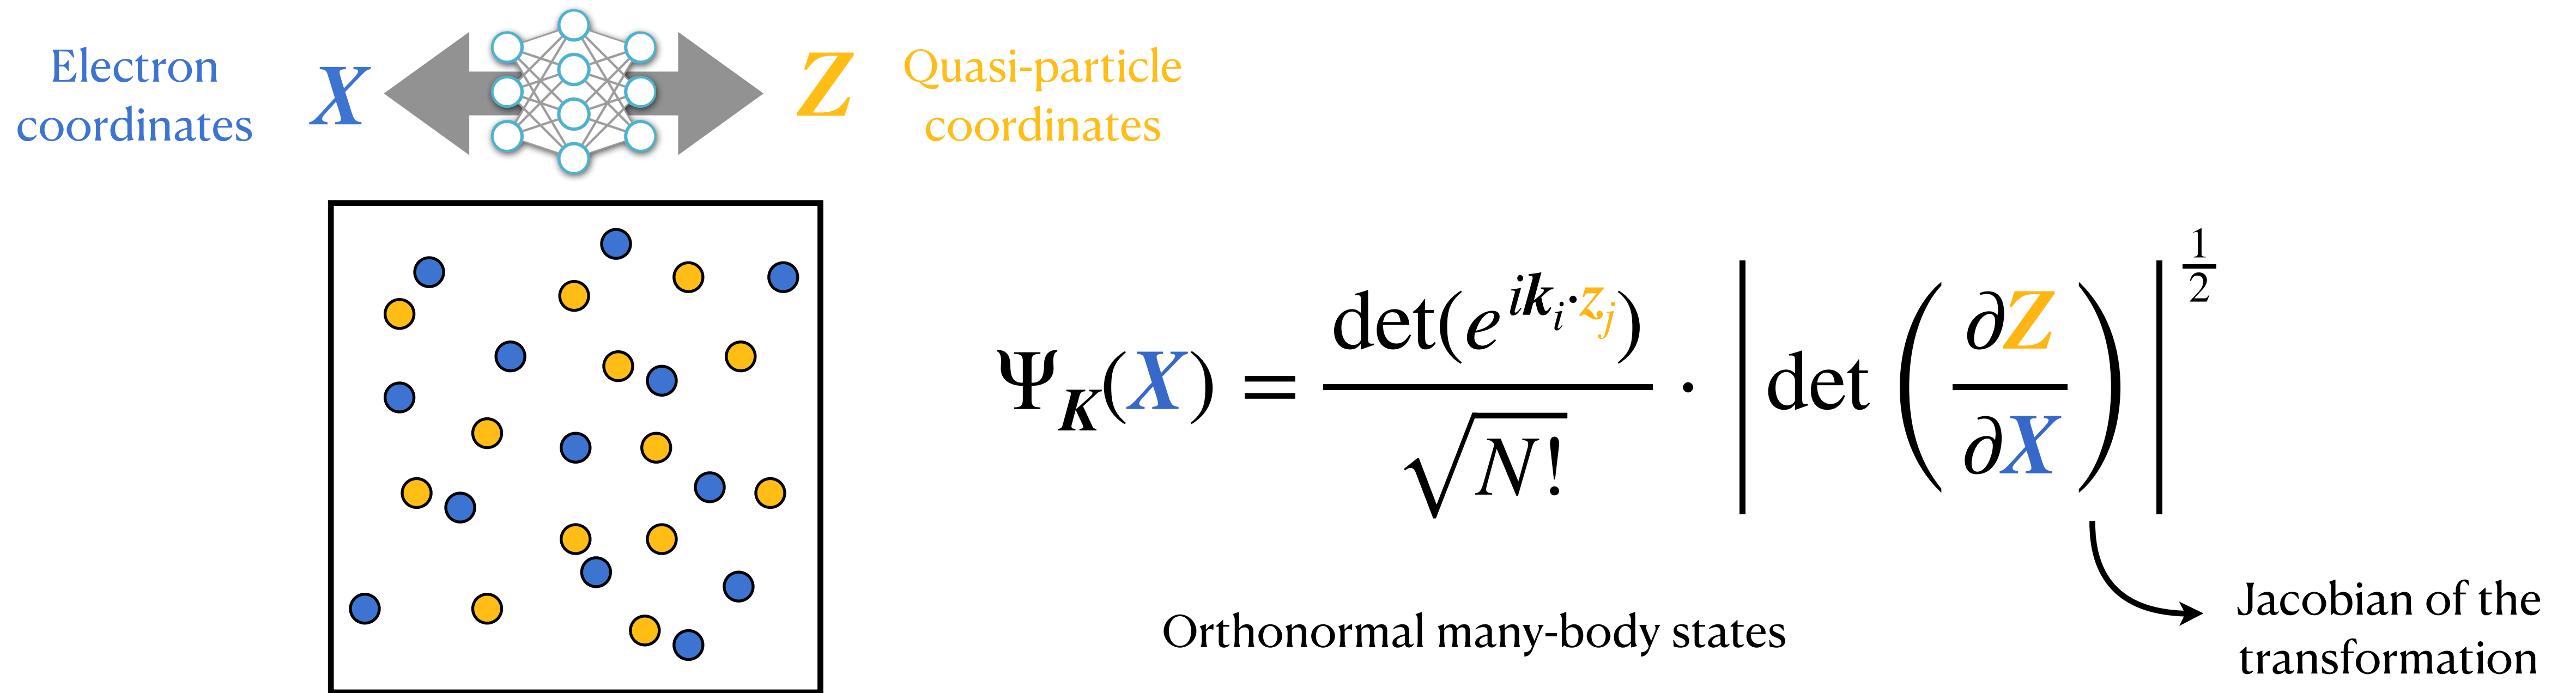 Electron
coordinates
X
Z
Quasi-particle
coordinates
Ψ_K(X) = det(e^{ik_i·z_j}) / √N! · |det(∂Z/∂X)|^{1/2}
Orthonormal many-body states
Jacobian of the
transformation